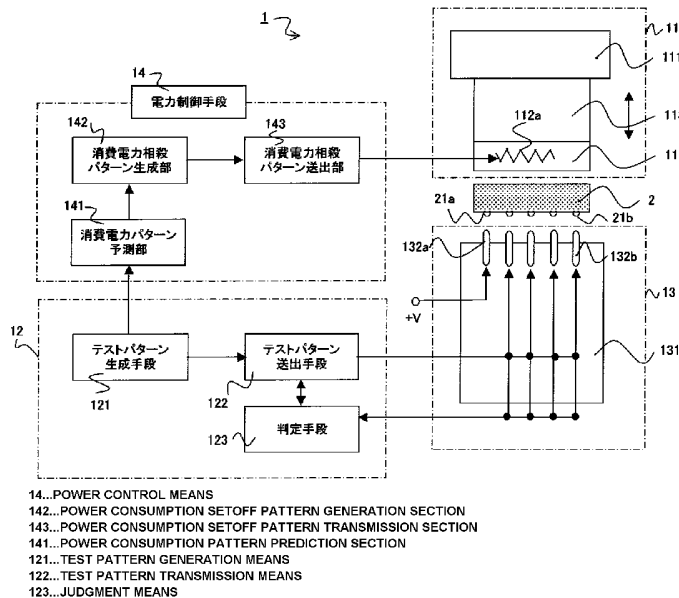 1
11
111
14
電力制御手段
142
143
112a
113
消費電力相殺
パターン生成部
消費電力相殺
パターン送出部
11
141
21a
2
21b
消費電力パターン
予測部
132a
132b
13
+V
12
テストパターン
生成手段
テストパターン
送出手段
131
121
122
123
判定手段
14...POWER CONTROL MEANS
142...POWER CONSUMPTION SETOFF PATTERN GENERATION SECTION
143...POWER CONSUMPTION SETOFF PATTERN TRANSMISSION SECTION
141...POWER CONSUMPTION PATTERN PREDICTION SECTION
121...TEST PATTERN GENERATION MEANS
122...TEST PATTERN TRANSMISSION MEANS
123...JUDGMENT MEANS